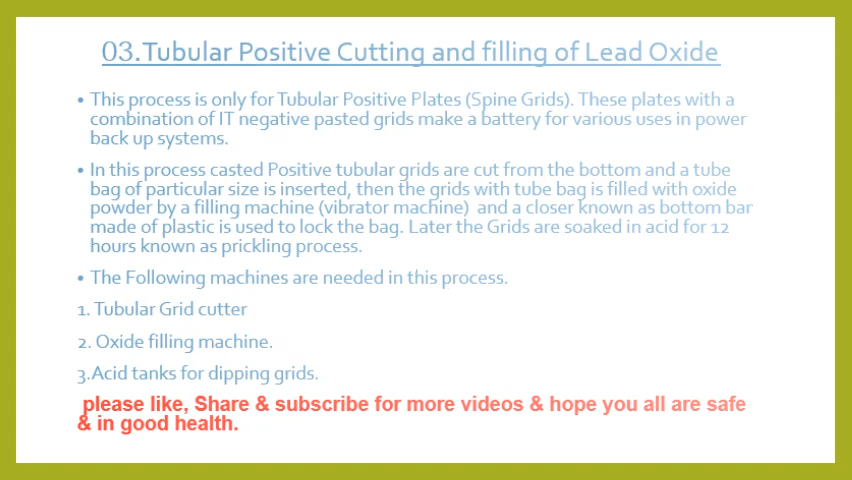 03.Tubular Positive Cutting and filling of Lead Oxide
• This process is only for Tubular Positive Plates (Spine Grids). These plates with a
combination of IT negative pasted grids make a battery for various uses in power
back up systems.
• In this process casted Positive tubular grids are cut from the bottom and a tube
bag of particular size is inserted, then the grids with tube bag is filled with oxide
powder by a filling machine (vibrator machine) and a closer known as bottom bar
made of plastic is used to lock the bag. Later the Grids are soaked in acid for 12
hours known as prickling process.
• The Following machines are needed in this process.
1. Tubular Grid cutter
2. Oxide filling machine.
3.Acid tanks for dipping grids.
please like, Share & subscribe for more videos & hope you all are safe
& in good health.